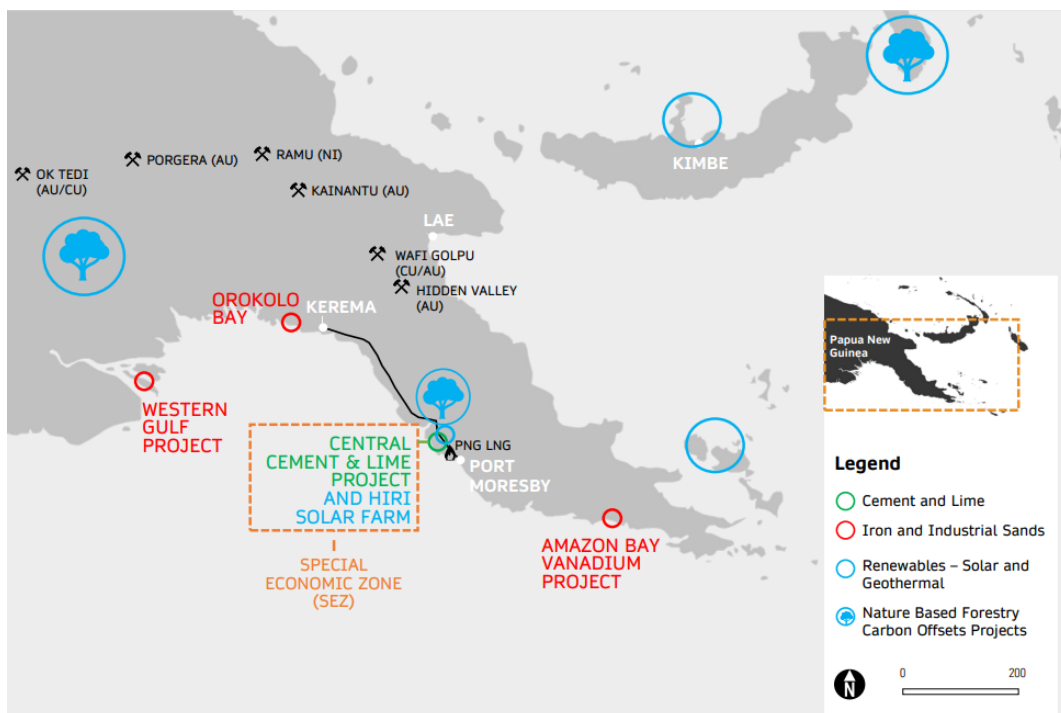 KIMBE
PORGERA (AU)
RAMU (NI)
OK TEDI
(AU/CU)
KAINANTU (AU)
LAE
WAFI GOLPU
(CU/AU)
HIDDEN VALLEY
(AU)
OROKOLO
BAY
KEREMA
WESTERN
GULF
PROJECT
CENTRAL
CEMENT & LIME
PROJECT
AND HIRI
SOLAR FARM
PNG LNG
PORT
MORESBY
SPECIAL
ECONOMIC ZONE
(SEZ)
AMAZON BAY
VANADIUM
PROJECT
Papua New
Guinea
Legend
Cement and Lime
Iron and Industrial Sands
Renewables – Solar and
Geothermal
Nature Based Forestry
Carbon Offsets Projects
N
0
200